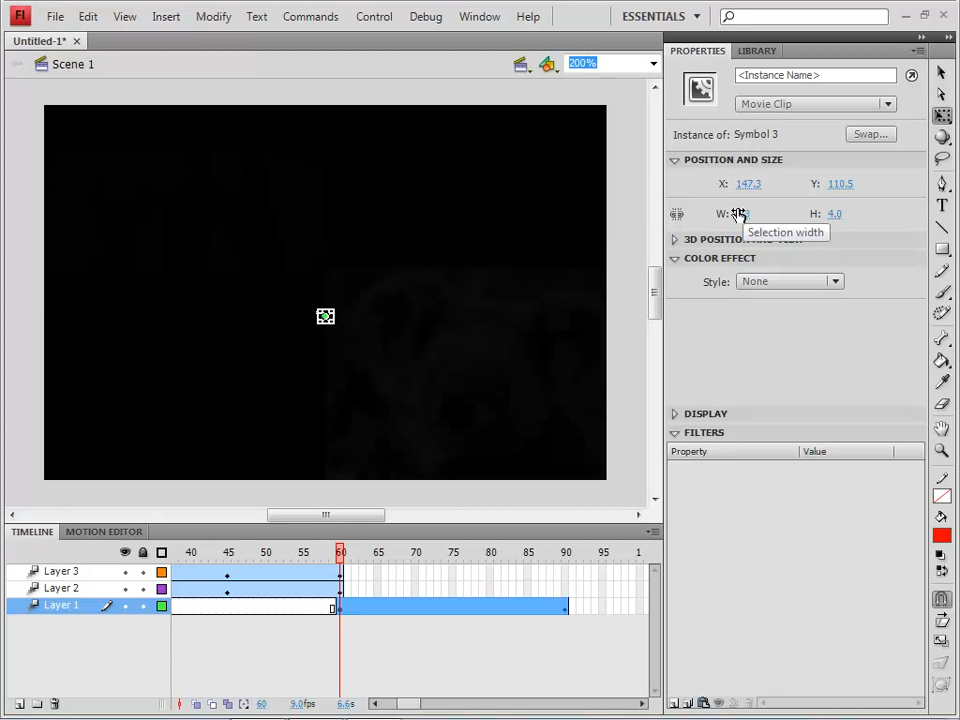 Fl File Edit View Insert Modify Text Commands Control Debug Window Help ESSENTIALS
Untitled-1*
Scene 1 200%
PROPERTIES LIBRARY
<Instance Name>
Movie Clip
Instance of: Symbol 3 Swap...
POSITION AND SIZE
X: 147.3 Y: 110.5
W: H: 4.0
Selection width
3D POSITION AND VIEW
COLOR EFFECT
Style: None
DISPLAY
FILTERS
Property Value
TIMELINE MOTION EDITOR
40 45 50 55 60 65 70 75 80 85 90 95 1
Layer 3
Layer 2
Layer 1
60 9.0fps 6.6s